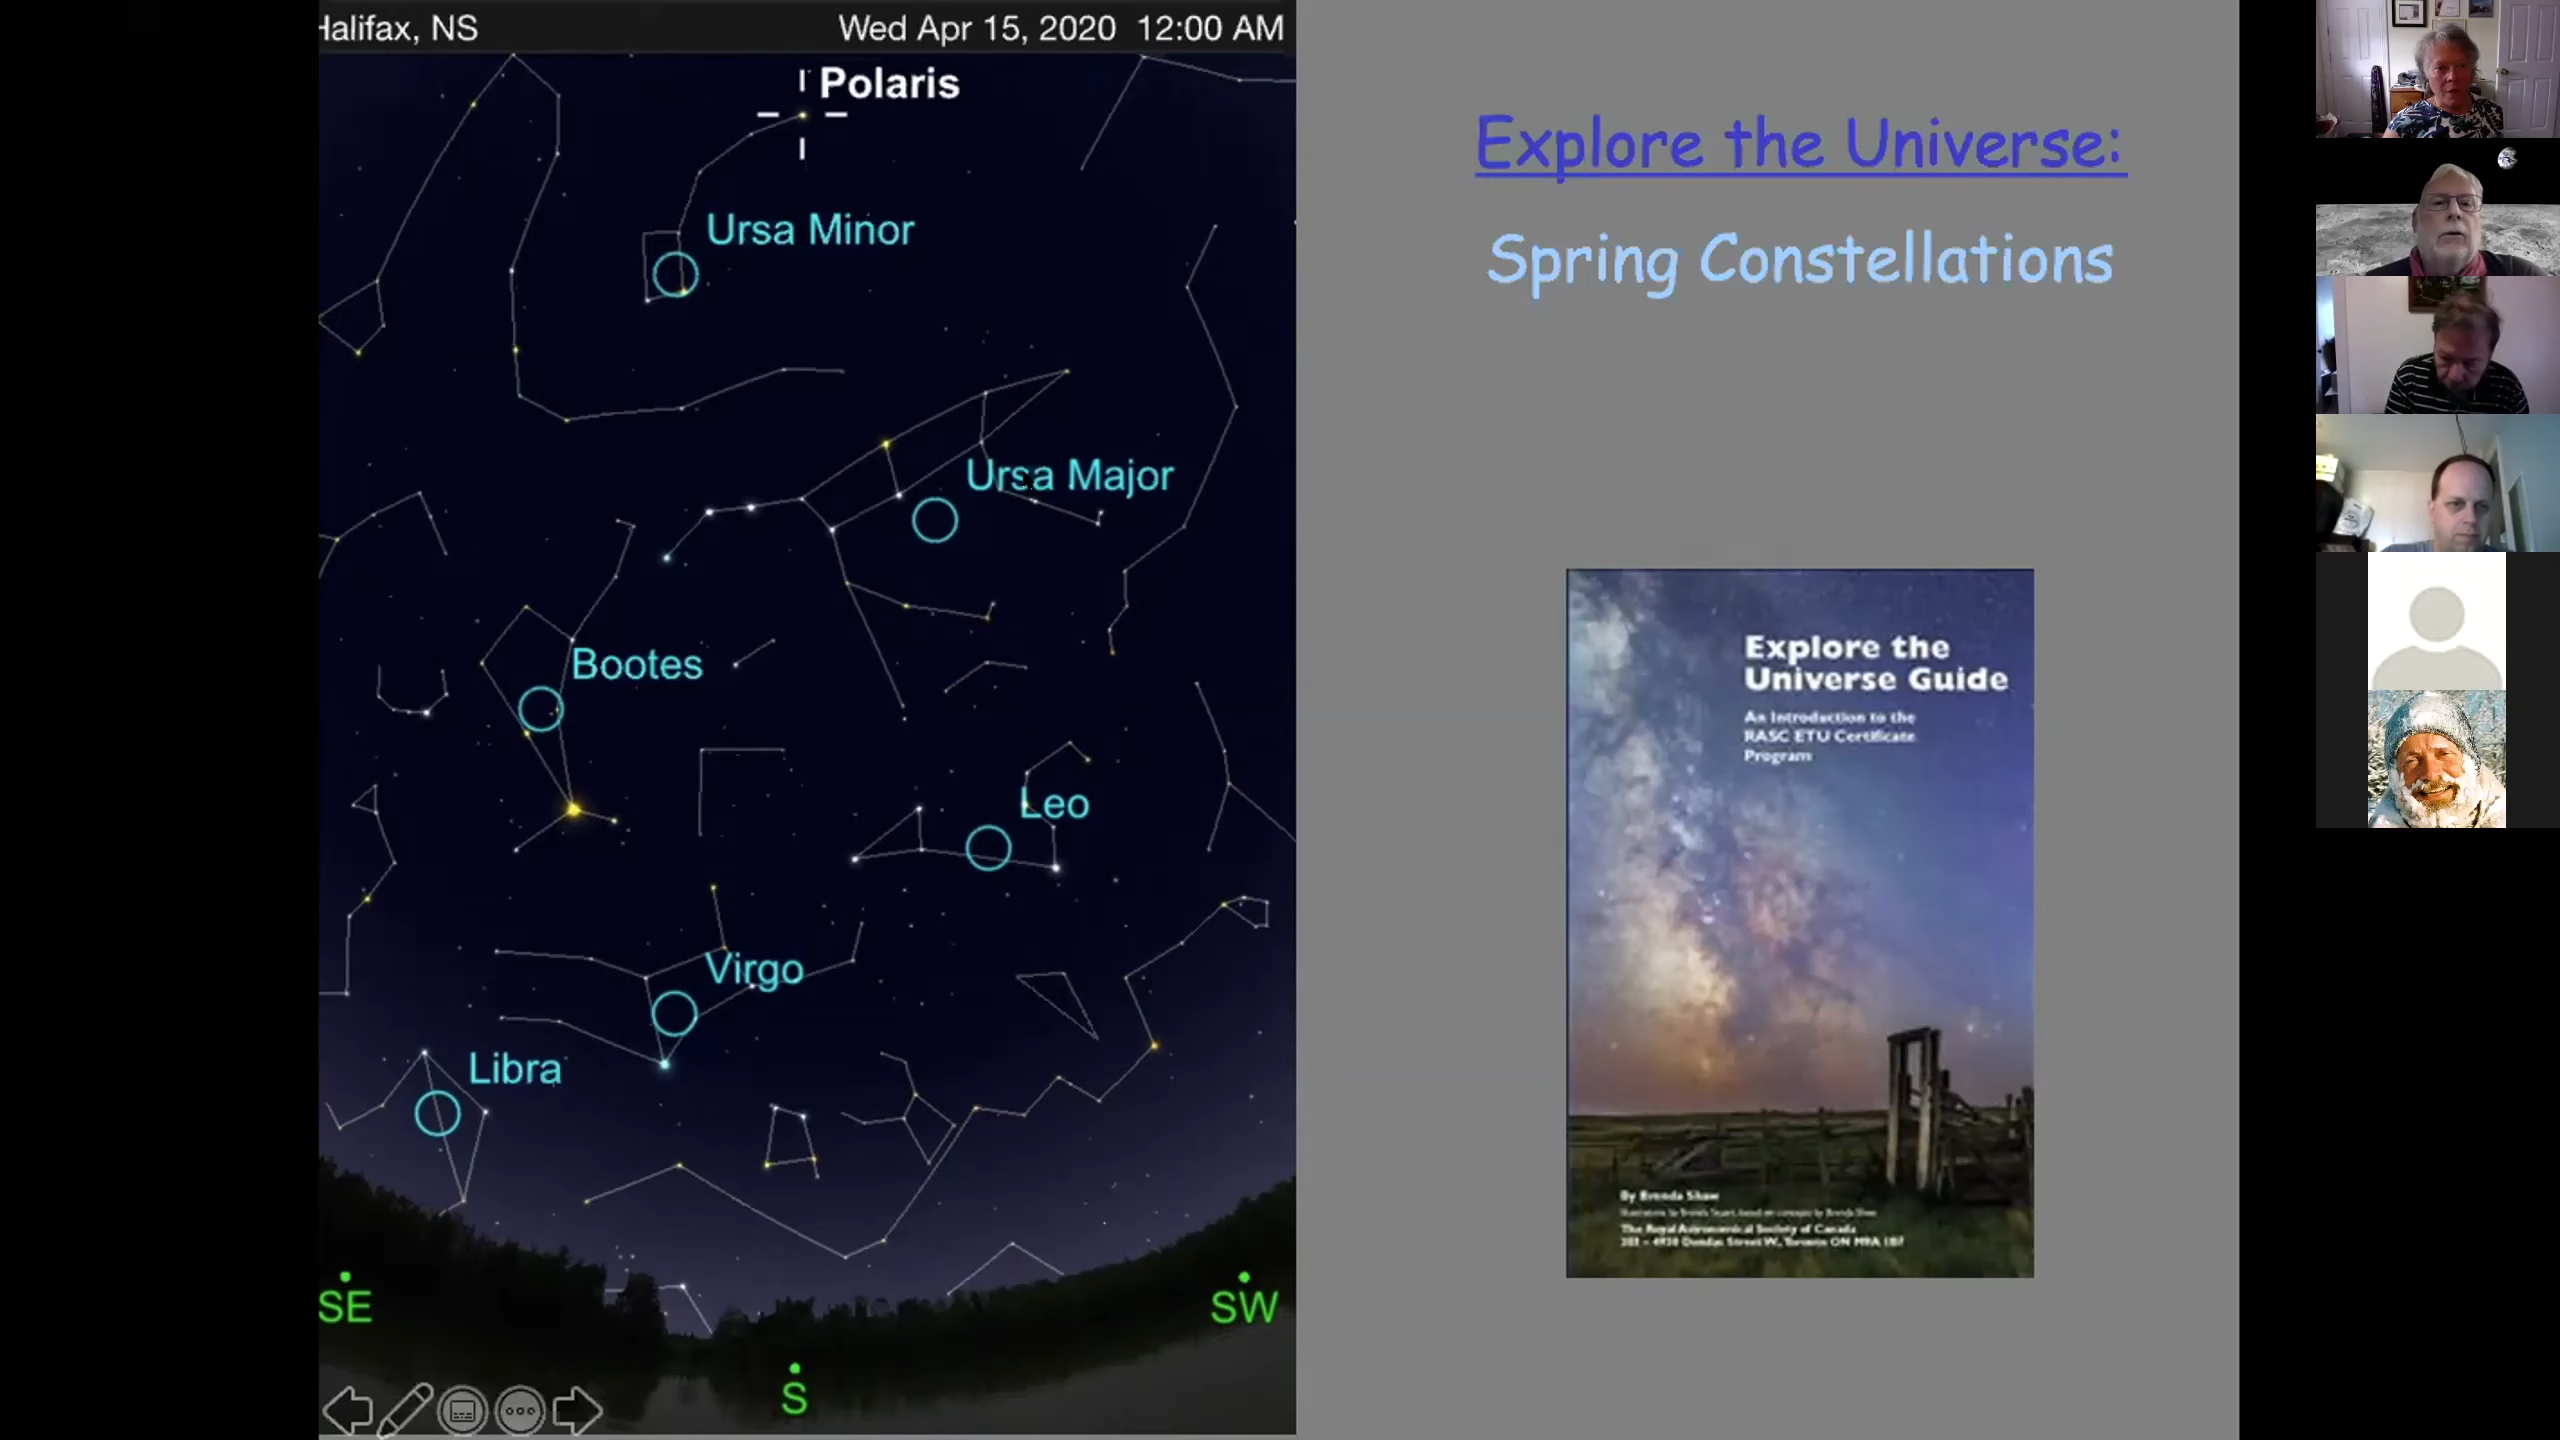 Halifax, NS
Wed Apr 15, 2020 12:00 AM
Polaris
Ursa Minor
Ursa Major
Bootes
Leo
Virgo
Libra
SE
S
SW
Explore the Universe:
Spring Constellations
Explore the
Universe Guide
An Introduction to the
RASC ETU Certificate
Program
By Brenda Shaw
The Royal Astronomical Society of Canada